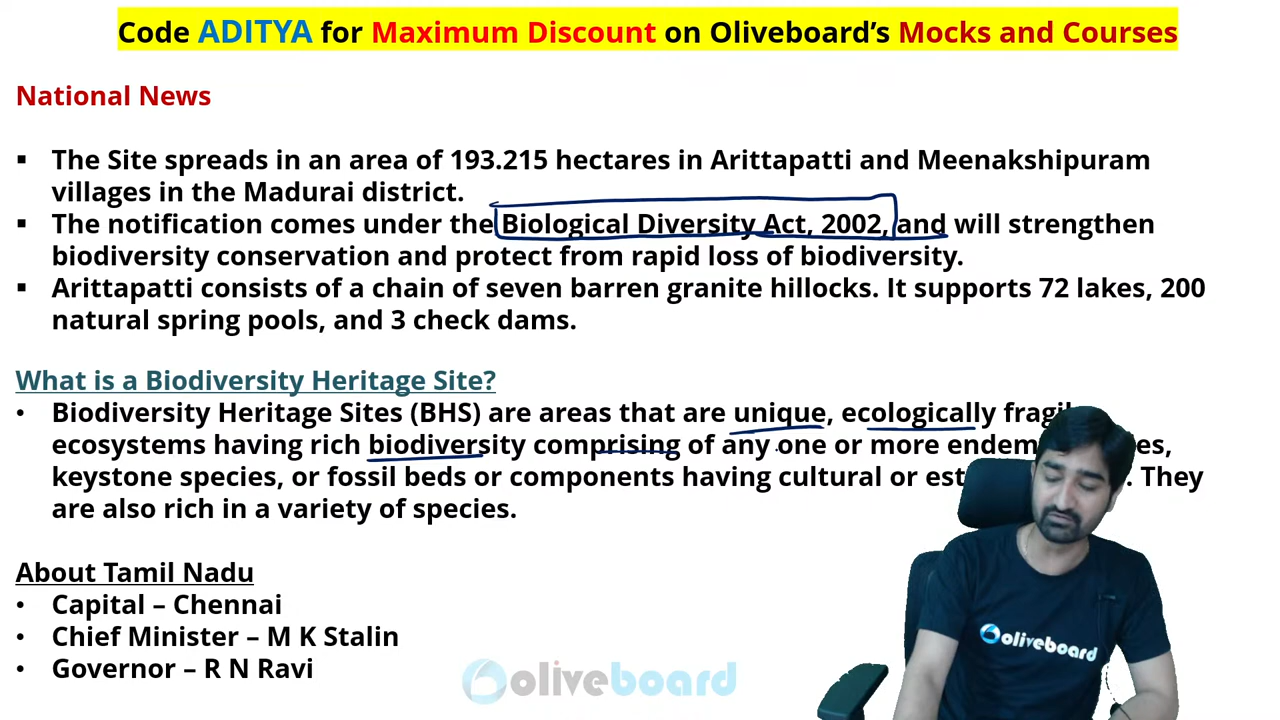 Code ADITYA for Maximum Discount on Oliveboard’s Mocks and Courses
National News
▪ The Site spreads in an area of 193.215 hectares in Arittapatti and Meenakshipuram
villages in the Madurai district.
▪ The notification comes under the Biological Diversity Act, 2002, and will strengthen
biodiversity conservation and protect from rapid loss of biodiversity.
▪ Arittapatti consists of a chain of seven barren granite hillocks. It supports 72 lakes, 200
natural spring pools, and 3 check dams.
What is a Biodiversity Heritage Site?
• Biodiversity Heritage Sites (BHS) are areas that are unique, ecologically
ecosystems having rich biodiversity comprising of any one or more
keystone species, or fossil beds or components having cultural or They
are also rich in a variety of species.
About Tamil Nadu
• Capital – Chennai
• Chief Minister – M K Stalin
• Governor – R N Ravi
oliveboard
oliveboard